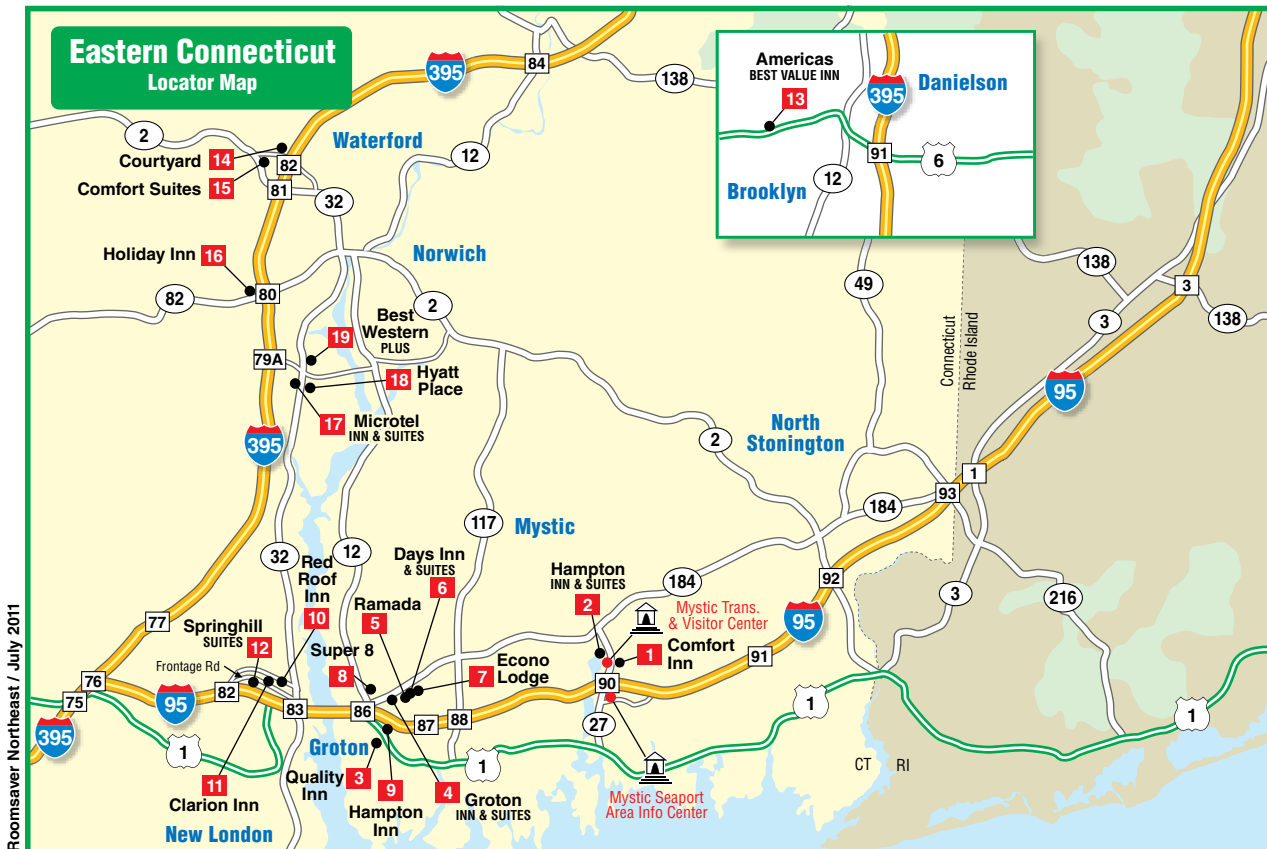 Eastern Connecticut
Locator Map
395
84
138
2
Waterford
12
Courtyard 14
82
Comfort Suites 15
81
32
Americas
BEST VALUE INN
13
395
Danielson
91
6
12
Brooklyn
Holiday Inn 16
Norwich
82
80
2
49
138
3
3
138
Connecticut
Rhode Island
19
Best
Western
PLUS
79A
18
Hyatt
Place
17
Microtel
INN & SUITES
95
395
2
North
Stonington
1
93
184
117
Mystic
32
12
Red
Roof
Inn
10
Days Inn
& SUITES
6
Hampton
INN & SUITES
2
184
92
3
216
Mystic Trans.
& Visitor Center
Ramada
5
77
Springhill
SUITES
12
Super 8
8
95
1
Comfort
Inn
91
Frontage Rd
7
Econo
Lodge
76
75
82
95
83
86
87
88
90
27
1
1
395
1
Groton
1
CT
RI
Quality
Inn
3
9
Hampton
Inn
4
Groton
INN & SUITES
Mystic Seaport
Area Info Center
11
Clarion Inn
New London
Roomsaver Northeast / July 2011